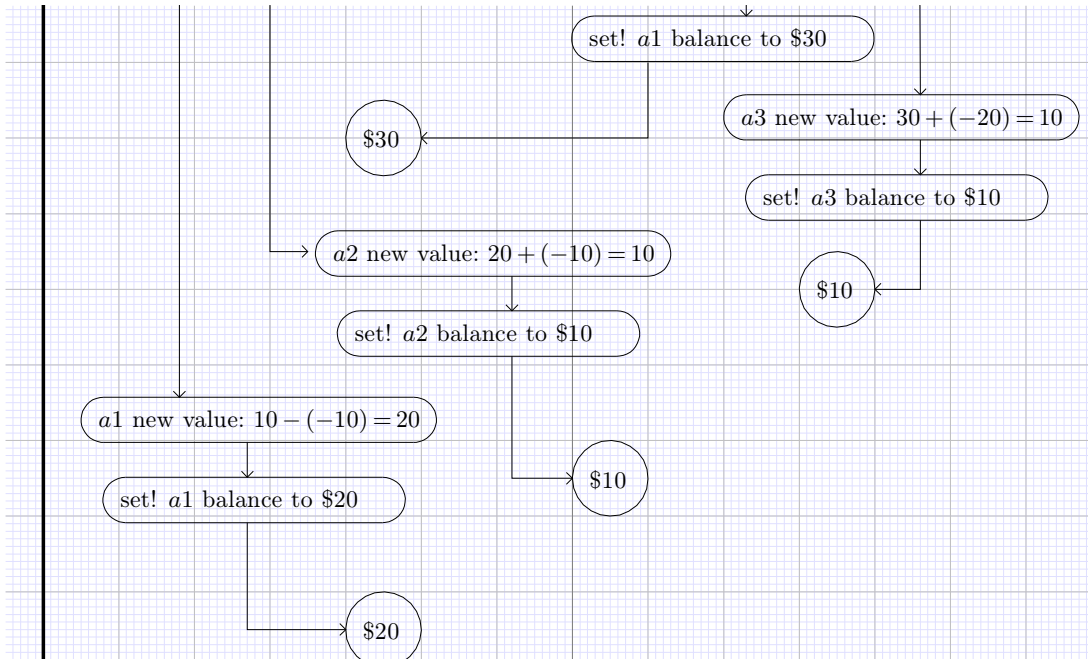 set! a1 balance to $30
a3 new value: 30 + (−20) = 10
$30
set! a3 balance to $10
a2 new value: 20 + (−10) = 10
$10
set! a2 balance to $10
a1 new value: 10 − (−10) = 20
$10
set! a1 balance to $20
$20